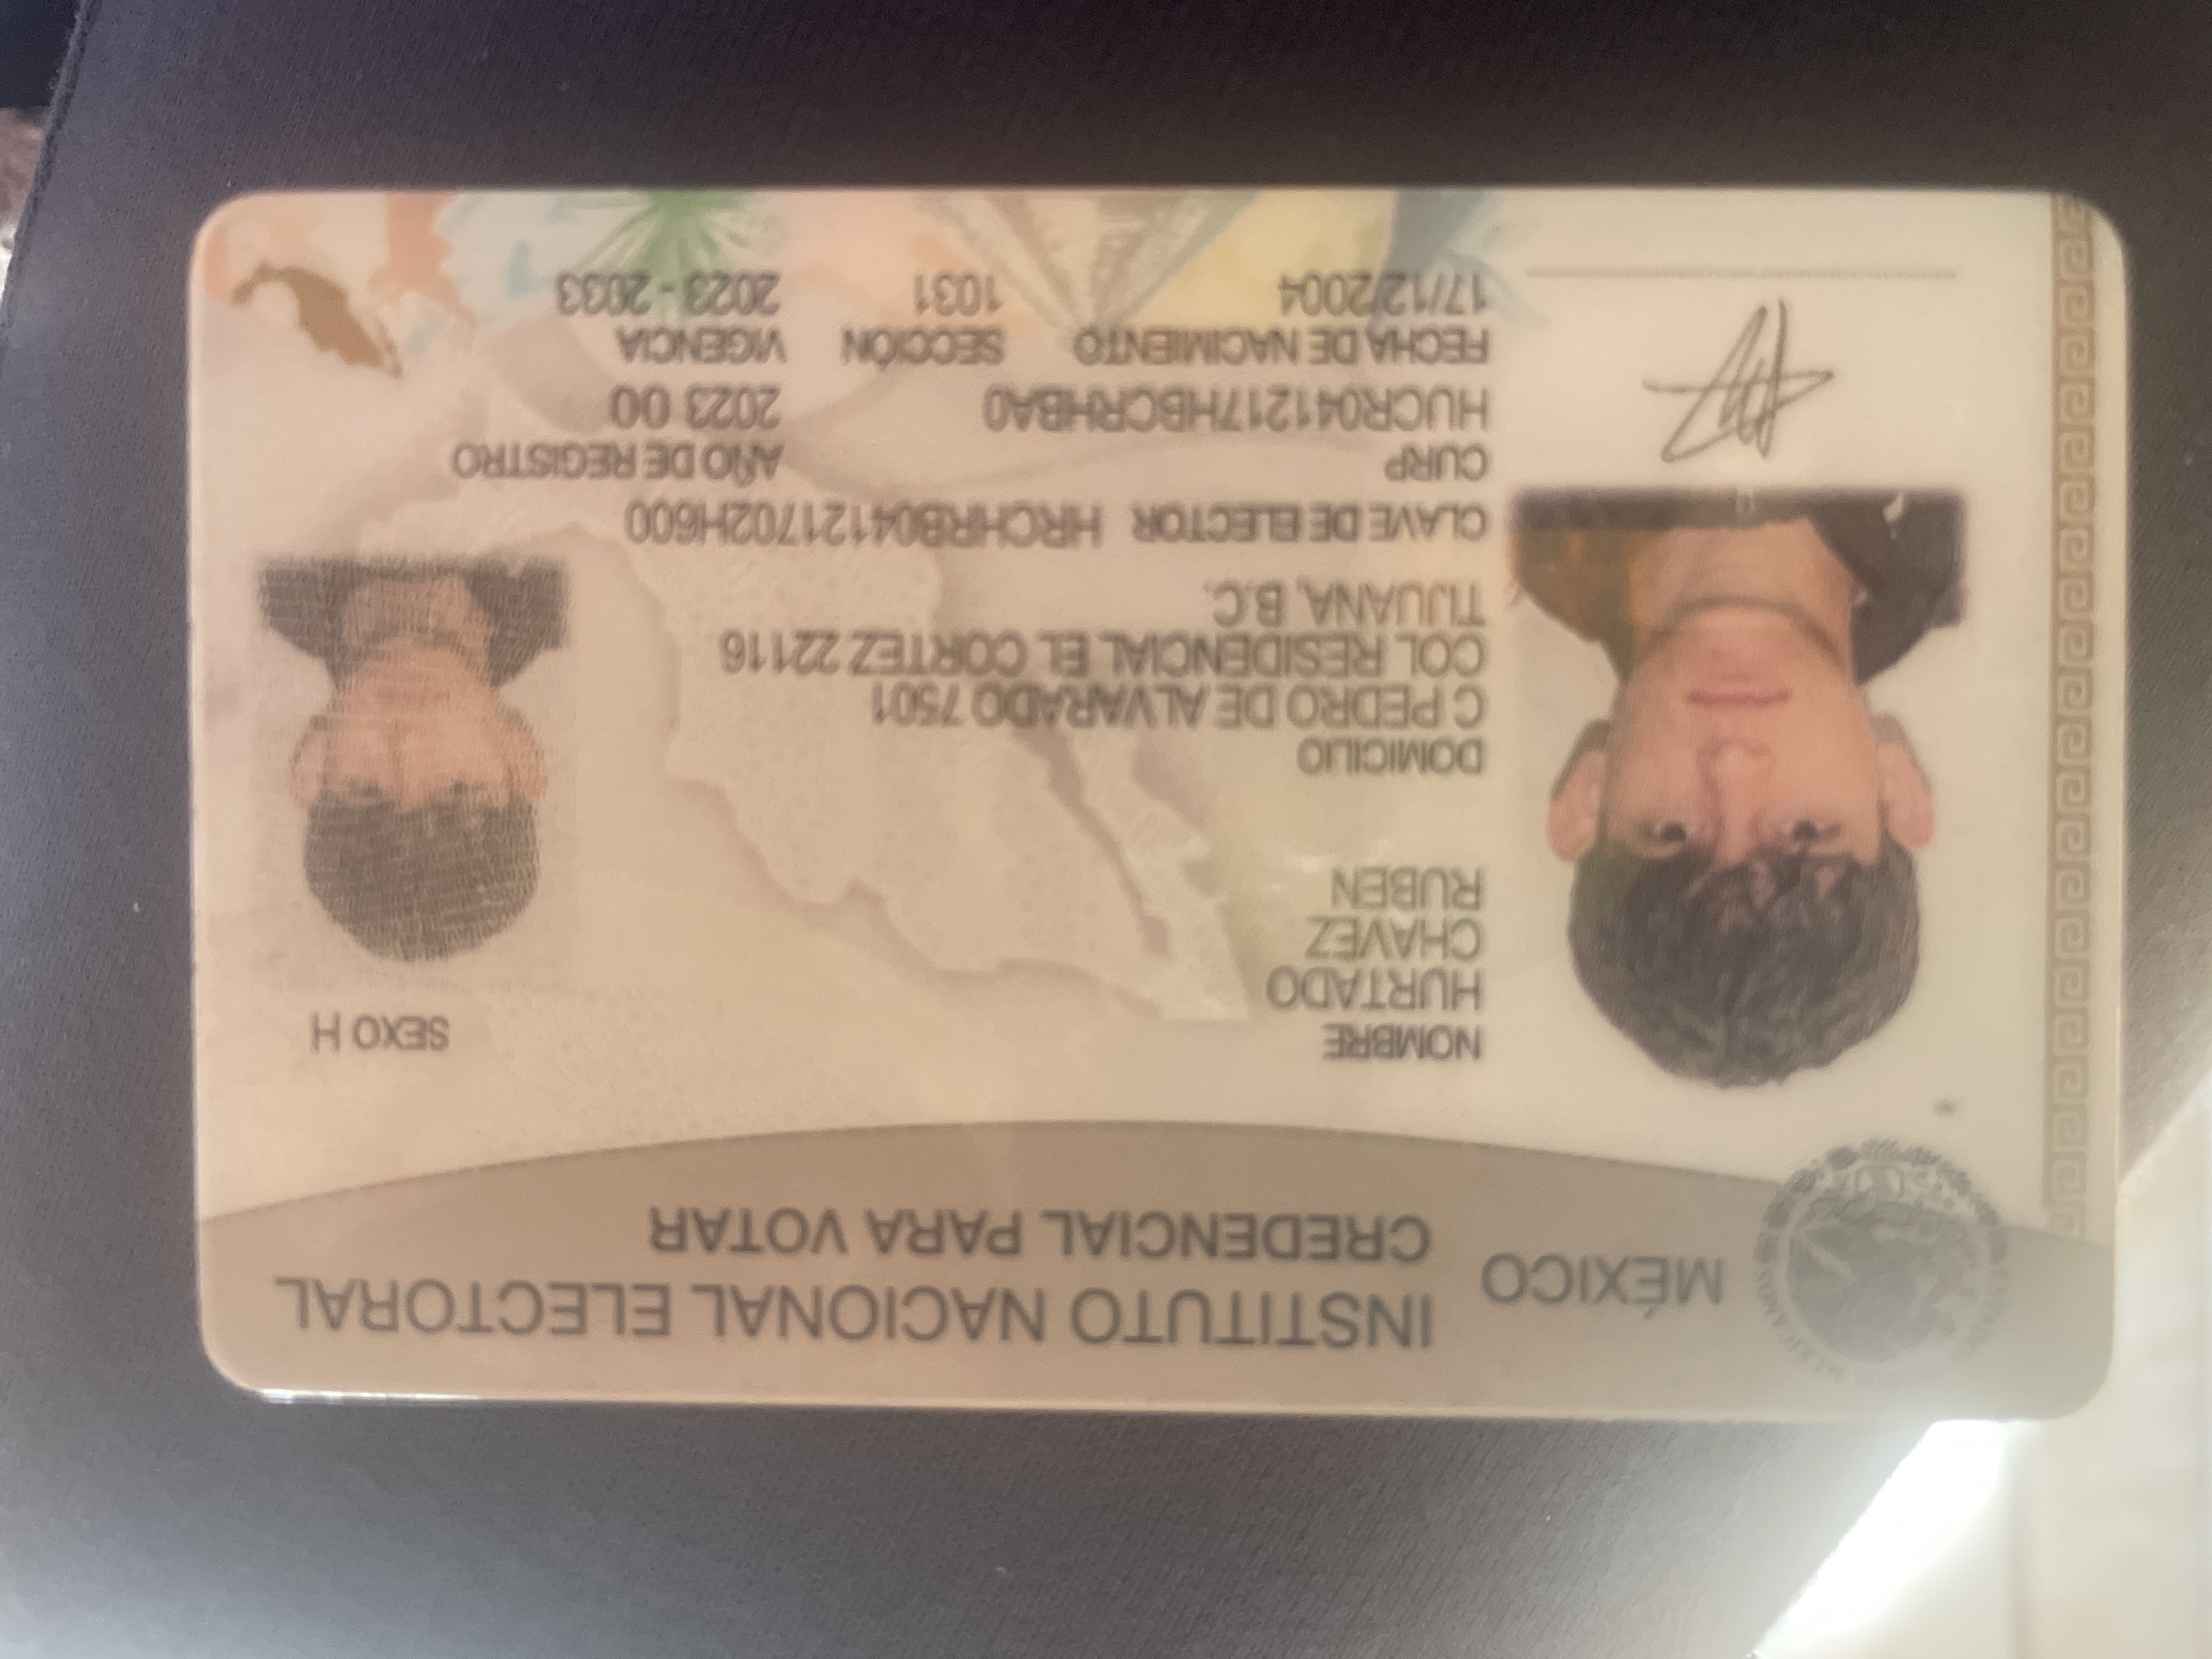 MÉXICO
INSTITUTO NACIONAL ELECTORAL
CREDENCIAL PARA VOTAR
NOMBRE
HURTADO
CHAVEZ
RUBEN
SEXO H
DOMICILIO
C PEDRO DE ALVARADO 7501
COL RESIDENCIAL EL CORTEZ 22116
TIJUANA, B.C.
CLAVE DE ELECTOR HRCHRB04121702H600
CURP
HUCR041217HBCRHBA0
AÑO DE REGISTRO
2023 00
FECHA DE NACIMIENTO
17/12/2004
SECCIÓN
1031
VIGENCIA
2023 - 2033